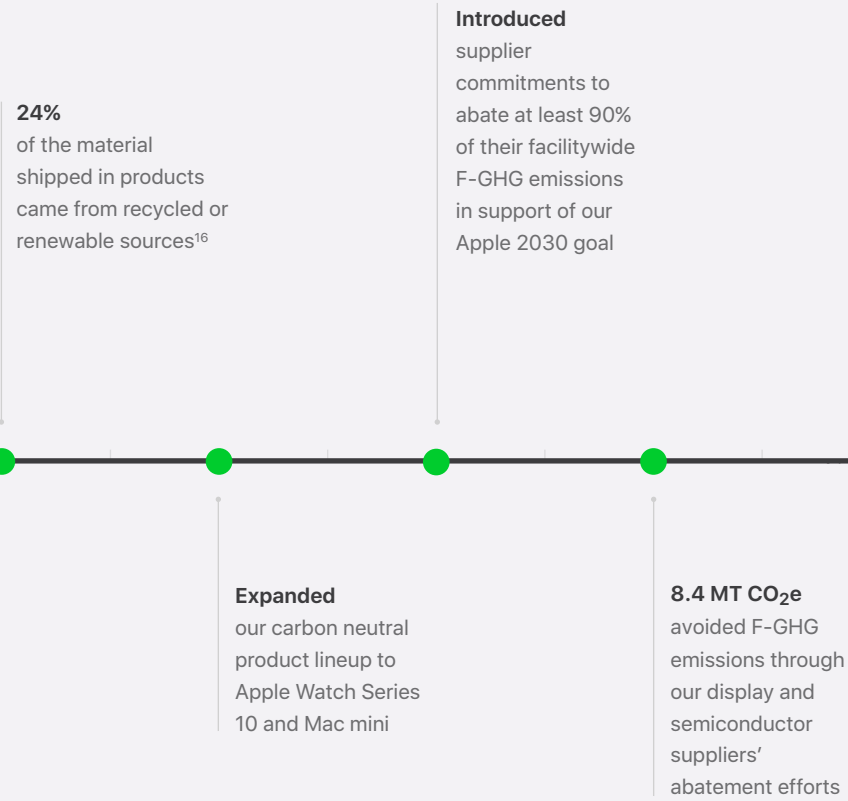 24%
of the material
shipped in products
came from recycled or
renewable sources¹⁶
Expanded
our carbon neutral
product lineup to
Apple Watch Series
10 and Mac mini
Introduced
supplier
commitments to
abate at least 90%
of their facilitywide
F-GHG emissions
in support of our
Apple 2030 goal
8.4 MT CO₂e
avoided F-GHG
emissions through
our display and
semiconductor
suppliers’
abatement efforts